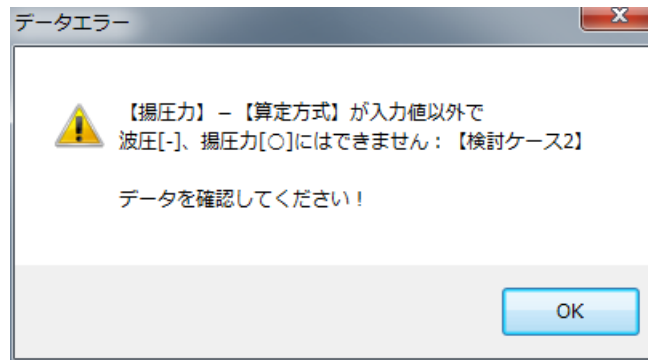 データエラー
【揚圧力】－【算定方式】が入力値以外で
波圧[-]、揚圧力[○]にはできません：【検討ケース2】
データを確認してください！
OK